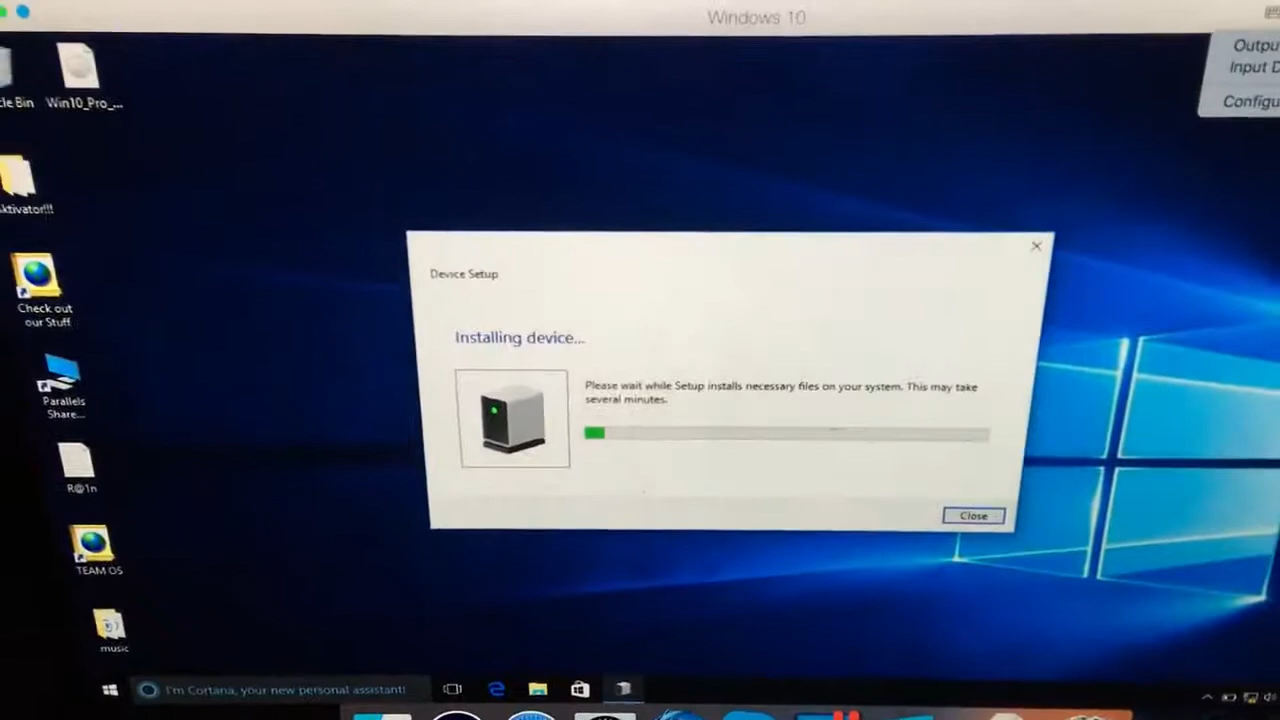 Windows 10
Outpu
Input D
Configu
cle Bin
Win10_Pro_...
Aktivator!!!
Check out
our Stuff
Parallels
Share...
R@1n
TEAM OS
music
Device Setup
Installing device...
Please wait while Setup installs necessary files on your system. This may take
several minutes.
Close
I'm Cortana, your new personal assistant!